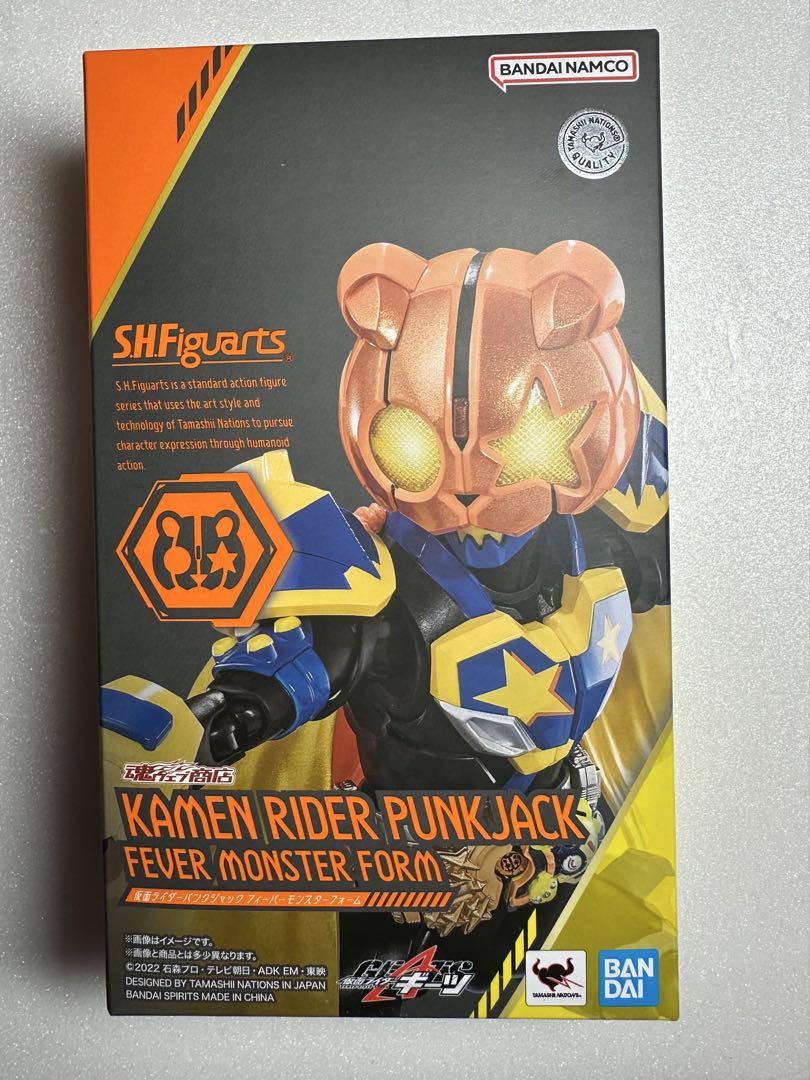 BANDAI NAMCO
TAMASHII NATIONS®
QUALITY
S.H.Figuarts®
S.H.Figuarts is a standard action figure
series that uses the art style and
technology of Tamashii Nations to pursue
character expression through humanoid
action.
魂ウェブ商店
KAMEN RIDER PUNKJACK
FEVER MONSTER FORM
仮面ライダーパンクジャック フィーバーモンスターフォーム
※画像はイメージです。
※画像と商品とは多少異なります。
©2022 石森プロ・テレビ朝日・ADK EM・東映
DESIGNED BY TAMASHII NATIONS IN JAPAN
BANDAI SPIRITS MADE IN CHINA
GEATS
仮面ライダーギーツ
TAMASHII NATIONS®
BAN
DAI